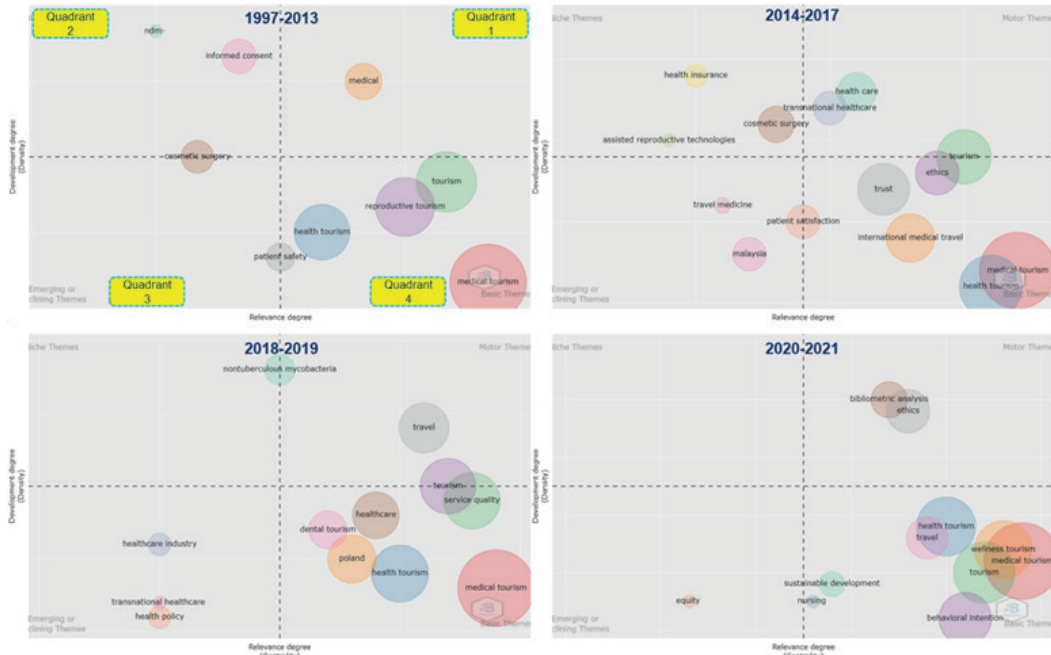 1997-2013
Quadrant
2
Quadrant
1
ndm-
informed consent
medical
cosmetic surgery
tourism
reproductive tourism
health tourism
patient safety
medical tourism
Quadrant
3
Quadrant
4
Emerging or
clining Themes
Basic Themes
Development degree
(Density)
Relevance degree
2014-2017
iche Themes
Motor Themes
health insurance
health care
transnational healthcare
cosmetic surgery
assisted reproductive technologies
tourism
ethics
trust
travel medicine
patient satisfaction
international medical travel
malaysia
medical tourism
health tourism
Emerging or
clining Themes
Basic Theme
Development degree
(Density)
Relevance degree
2018-2019
iche Themes
Motor Theme
nontuberculous mycobacteria
travel
tourism
service quality
healthcare
dental tourism
healthcare industry
poland
health tourism
medical tourism
transnational healthcare
health policy
Emerging or
clining Themes
Basic Theme
Development degree
(Density)
Relevance degree
(Centrality)
2020-2021
iche Themes
Motor Themes
bibliometric analysis
ethics
health tourism
travel
wellness tourism
medical tourism
tourism
sustainable development
equity
nursing
behavioral intention
Emerging or
clining Themes
Development degree
(Density)
Relevance degree
(Centrality)